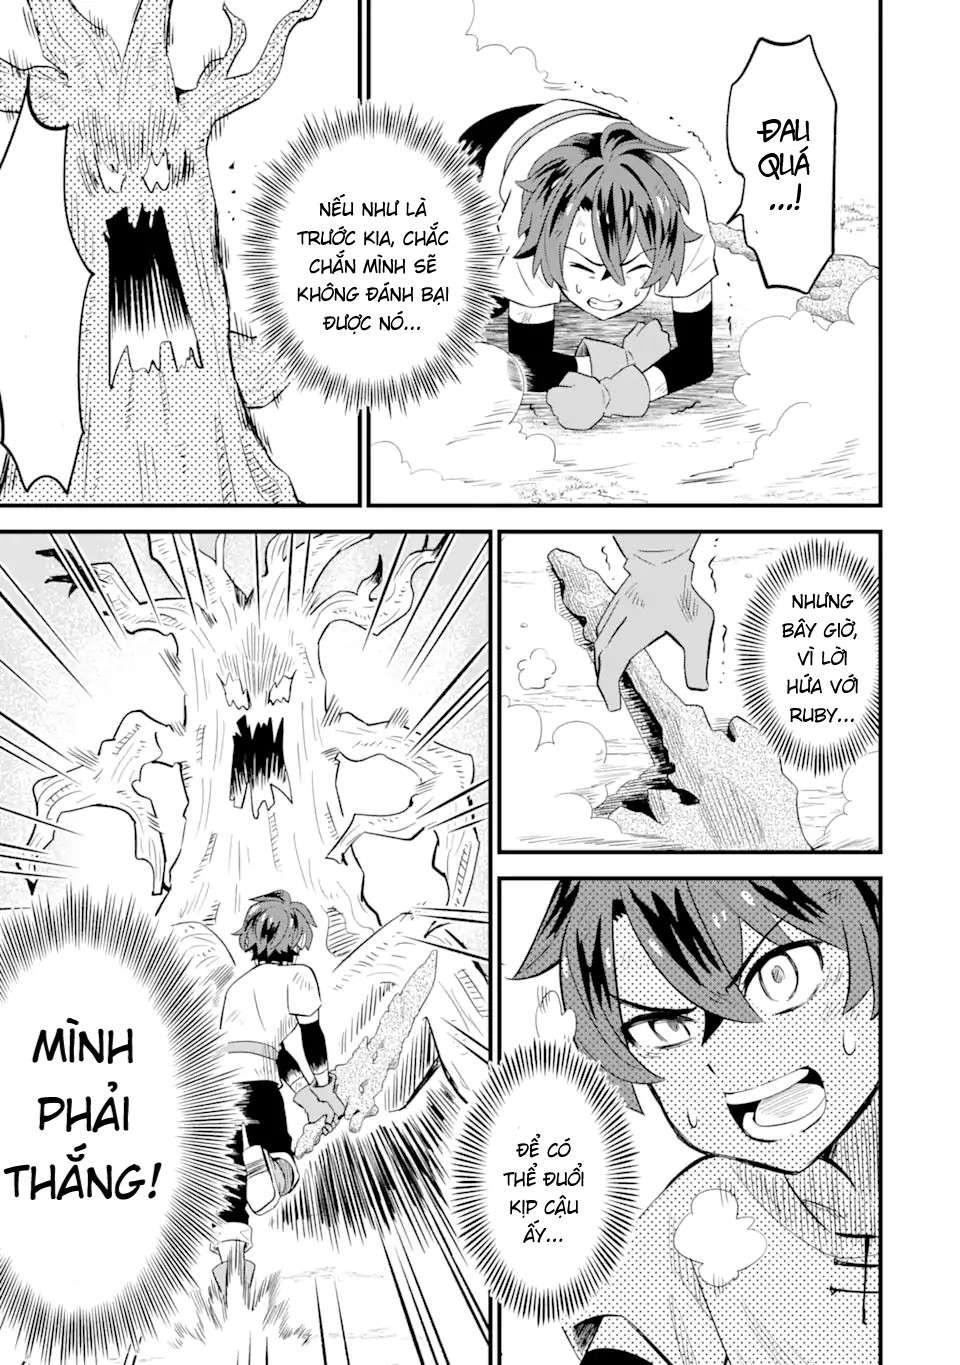 ĐAU
QUÁ
...!
NẾU NHƯ LÀ
TRƯỚC KIA, CHẮC
CHẮN MÌNH SẼ
KHÔNG ĐÁNH BẠI
ĐƯỢC NÓ...
NHƯNG
BÂY GIỜ,
VÌ LỜI
HỨA VỚI
RUBY...
ĐỂ CÓ
THỂ ĐUỔI
KỊP CẬU
ẤY...
MÌNH
PHẢI
THẮNG!